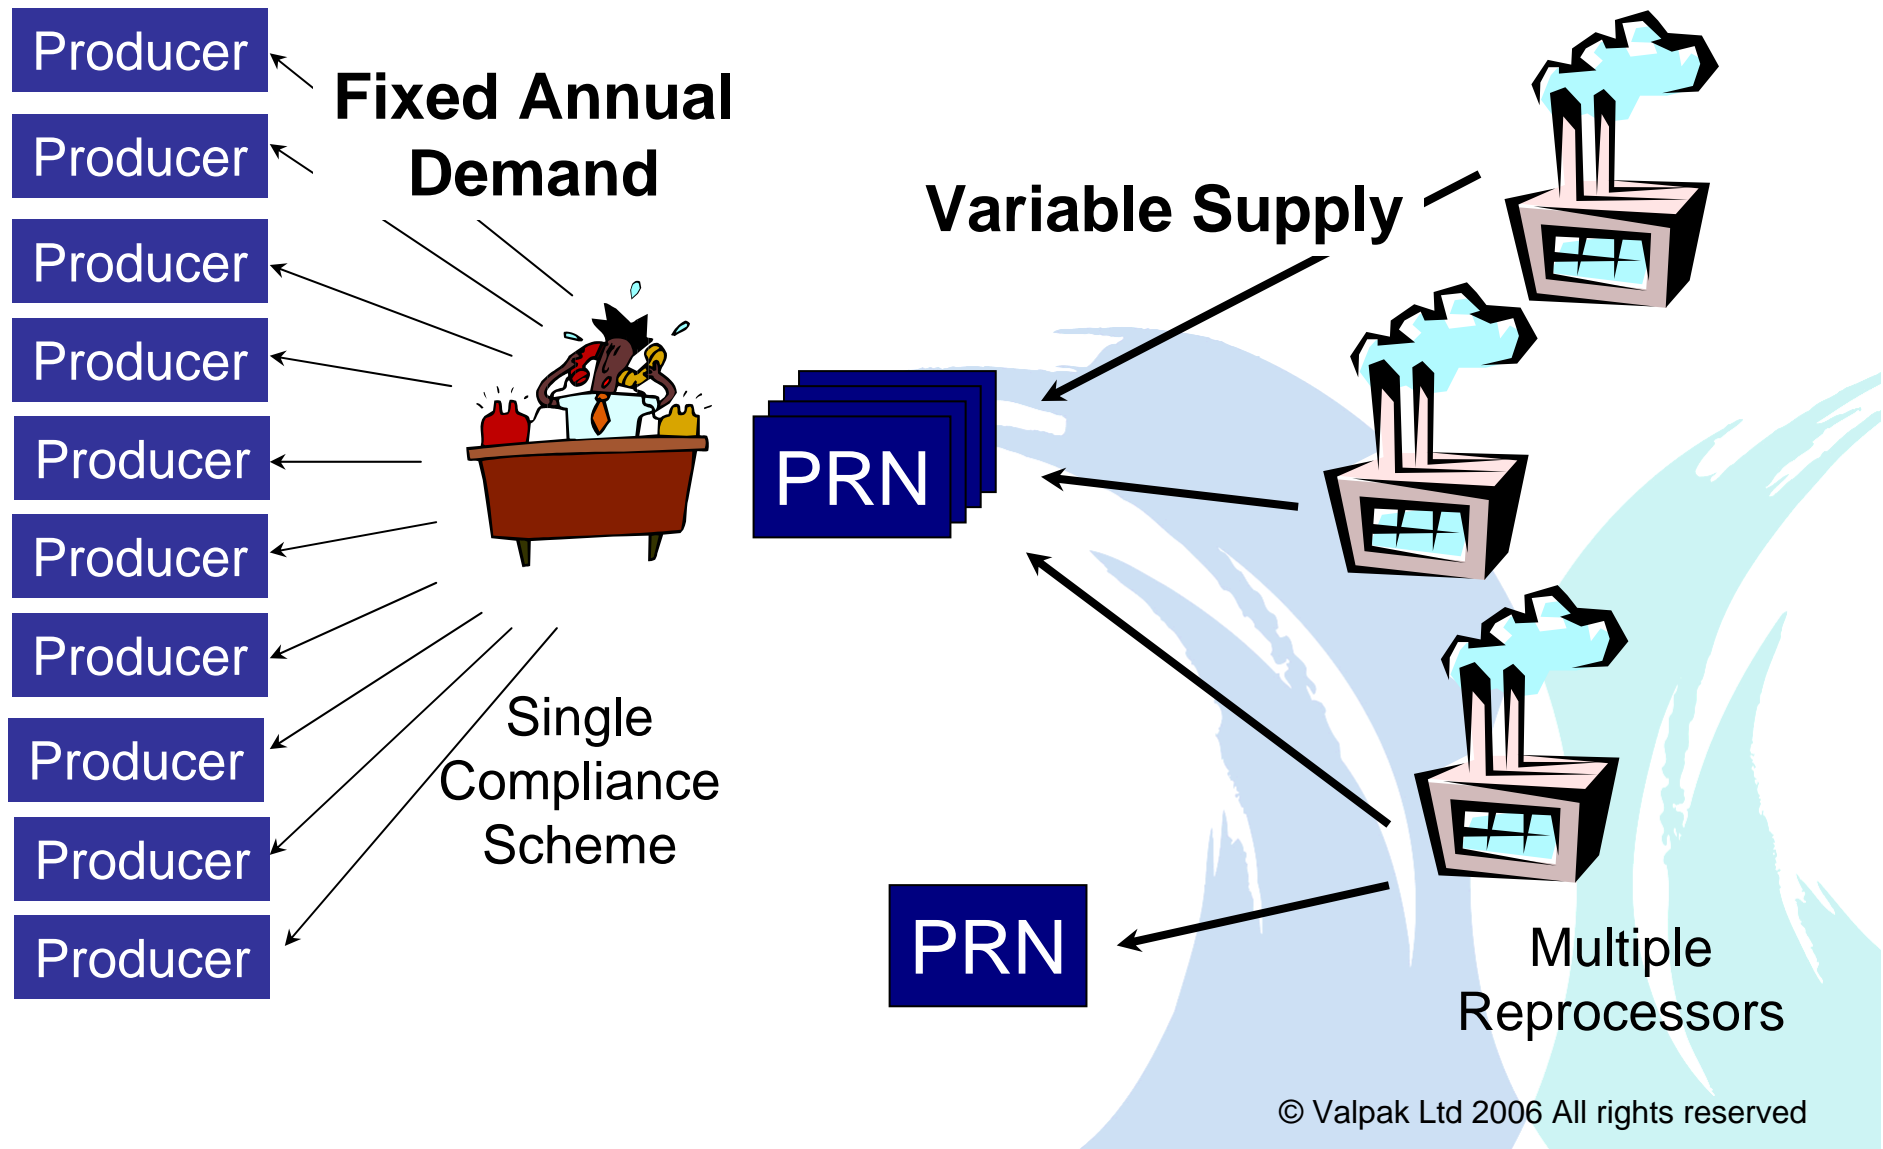 Producer
Producer
Producer
Producer
Producer
Producer
Producer
Producer
Producer
Producer
Fixed Annual
Demand
Variable Supply
PRN
Single
Compliance
Scheme
PRN
Multiple
Reprocessors
© Valpak Ltd 2006 All rights reserved